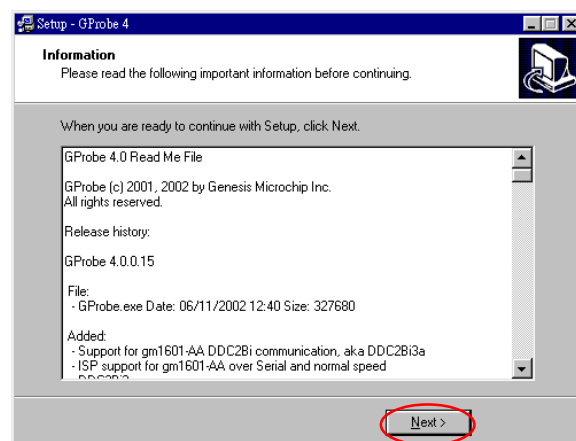 Setup - GProbe 4
Information
Please read the following important information before continuing.
When you are ready to continue with Setup, click Next.
GProbe 4.0 Read Me File
GProbe (c) 2001, 2002 by Genesis Microchip Inc.
All rights reserved.
Release history:
GProbe 4.0.0.15
File:
- GProbe.exe Date: 06/11/2002 12:40 Size: 327680
Added:
- Support for gm1601-AA DDC2Bi communication, aka DDC2Bi3a
- ISP support for gm1601-AA over Serial and normal speed
Next >